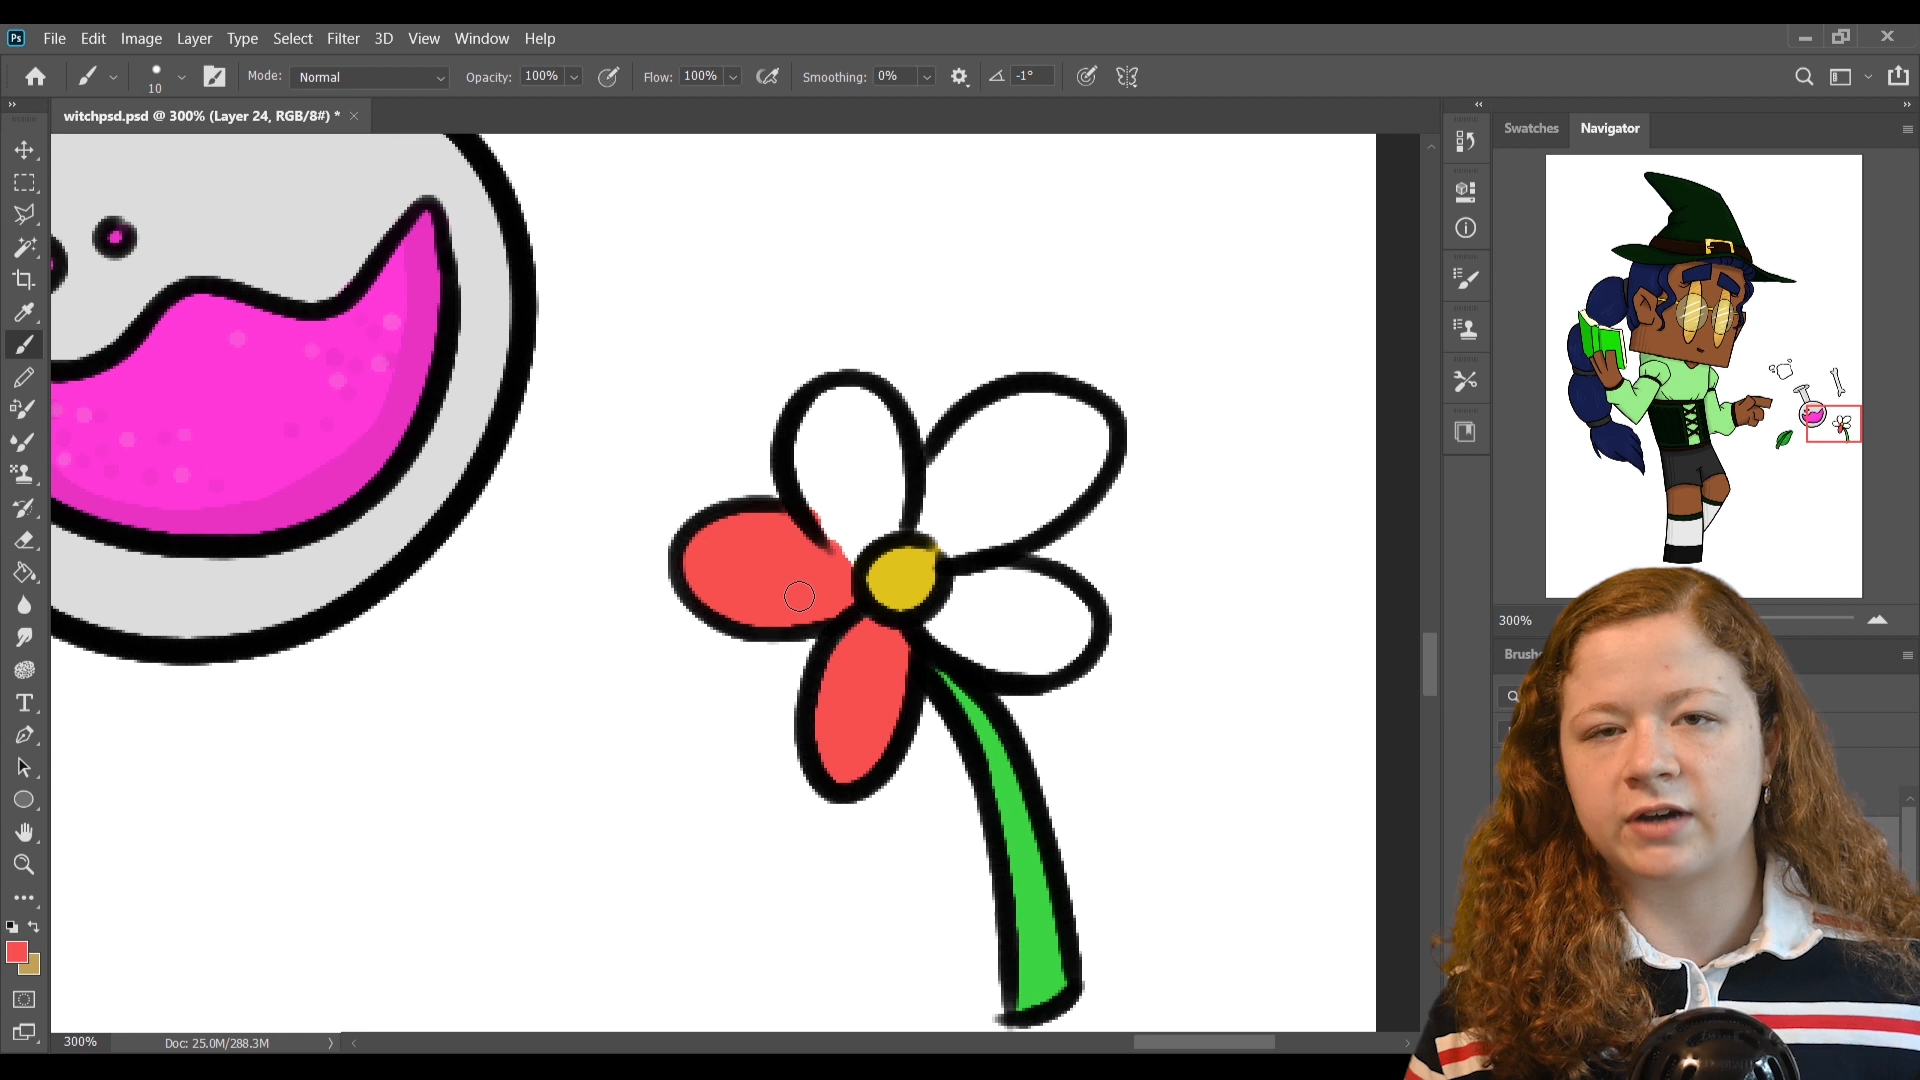 Ps File Edit Image Layer Type Select Filter 3D View Window Help
10 Mode: Normal Opacity: 100% Flow: 100% Smoothing: 0% -1°
witchpsd.psd @ 300% (Layer 24, RGB/8#) *
Swatches Navigator
300%
300% Doc: 25.0M/288.3M